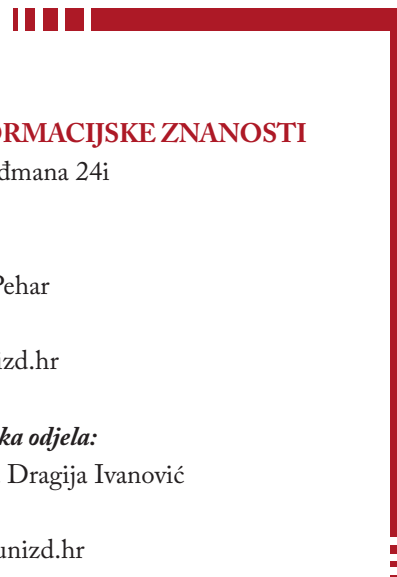 ORMACIJSKE ZNANOSTI
đmana 24i
Pehar
izd.hr
ka odjela:
Dragija Ivanović
unizd.hr